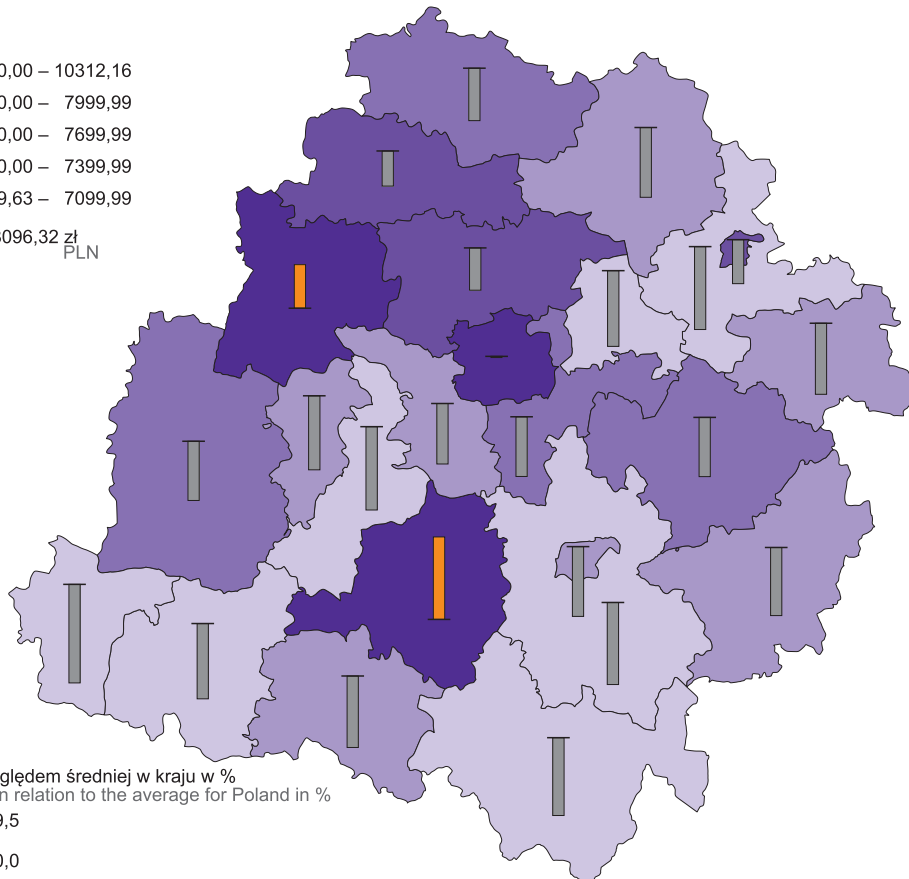 0,00 – 10312,16
0,00 – 7999,99
0,00 – 7699,99
0,00 – 7399,99
9,63 – 7099,99
8096,32 zł
PLN
ględem średniej w kraju w %
n relation to the average for Poland in %
9,5
0,0